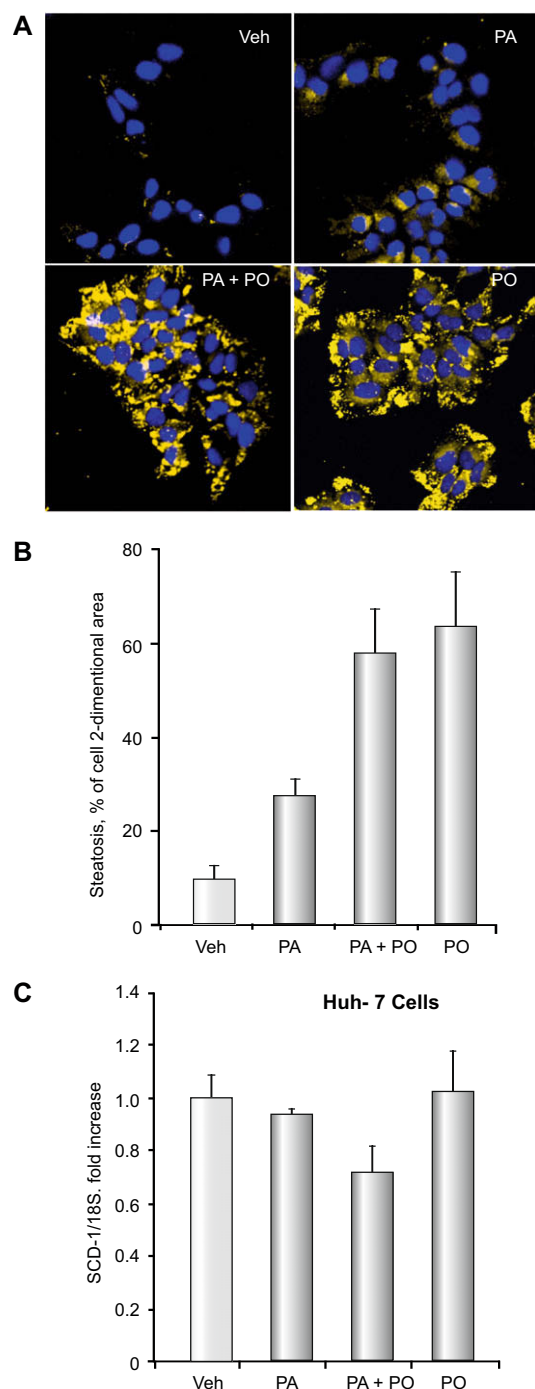 A
Veh
PA
PA + PO
PO
B
80
60
40
20
0
Steatosis, % of cell 2-dimentional area
Veh
PA
PA + PO
PO
C
Huh- 7 Cells
1.4
1.2
1.0
0.8
0.6
0.4
0.2
0
SCD-1/18S. fold increase
Veh
PA
PA + PO
PO